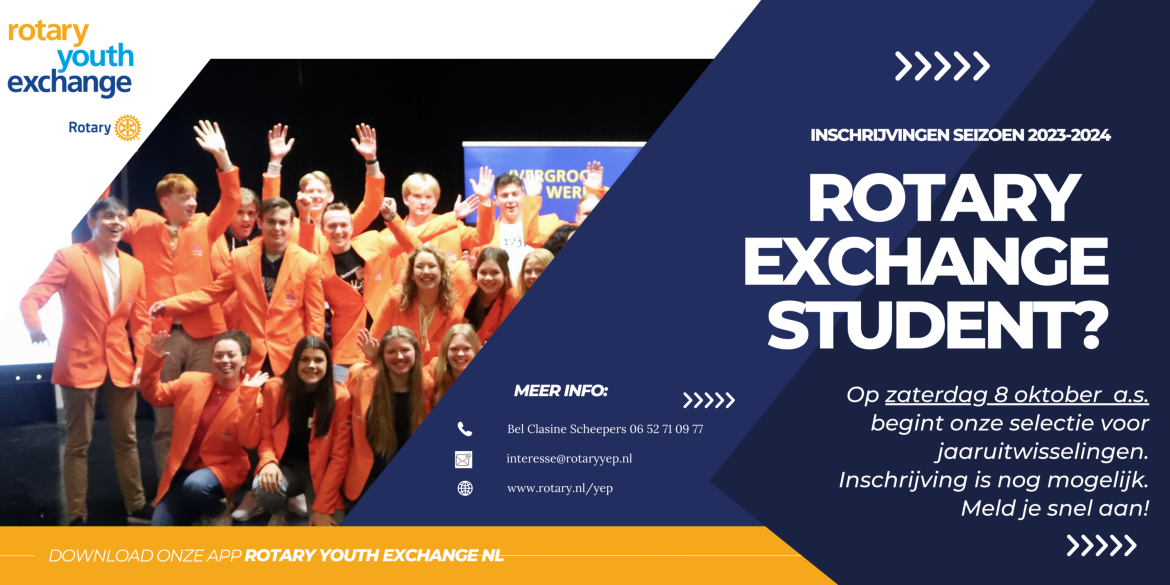 rotary
youth
exchange
Rotary
INSCHRIJVINGEN SEIZOEN 2023-2024
ROTARY
EXCHANGE
STUDENT?
Op zaterdag 8 oktober a.s.
begint onze selectie voor
jaaruitwisselingen.
Inschrijving is nog mogelijk.
Meld je snel aan!
MEER INFO:
Bel Clasine Scheepers 06 52 71 09 77
interesse@rotaryyep.nl
www.rotary.nl/yep
DOWNLOAD ONZE APP ROTARY YOUTH EXCHANGE NL